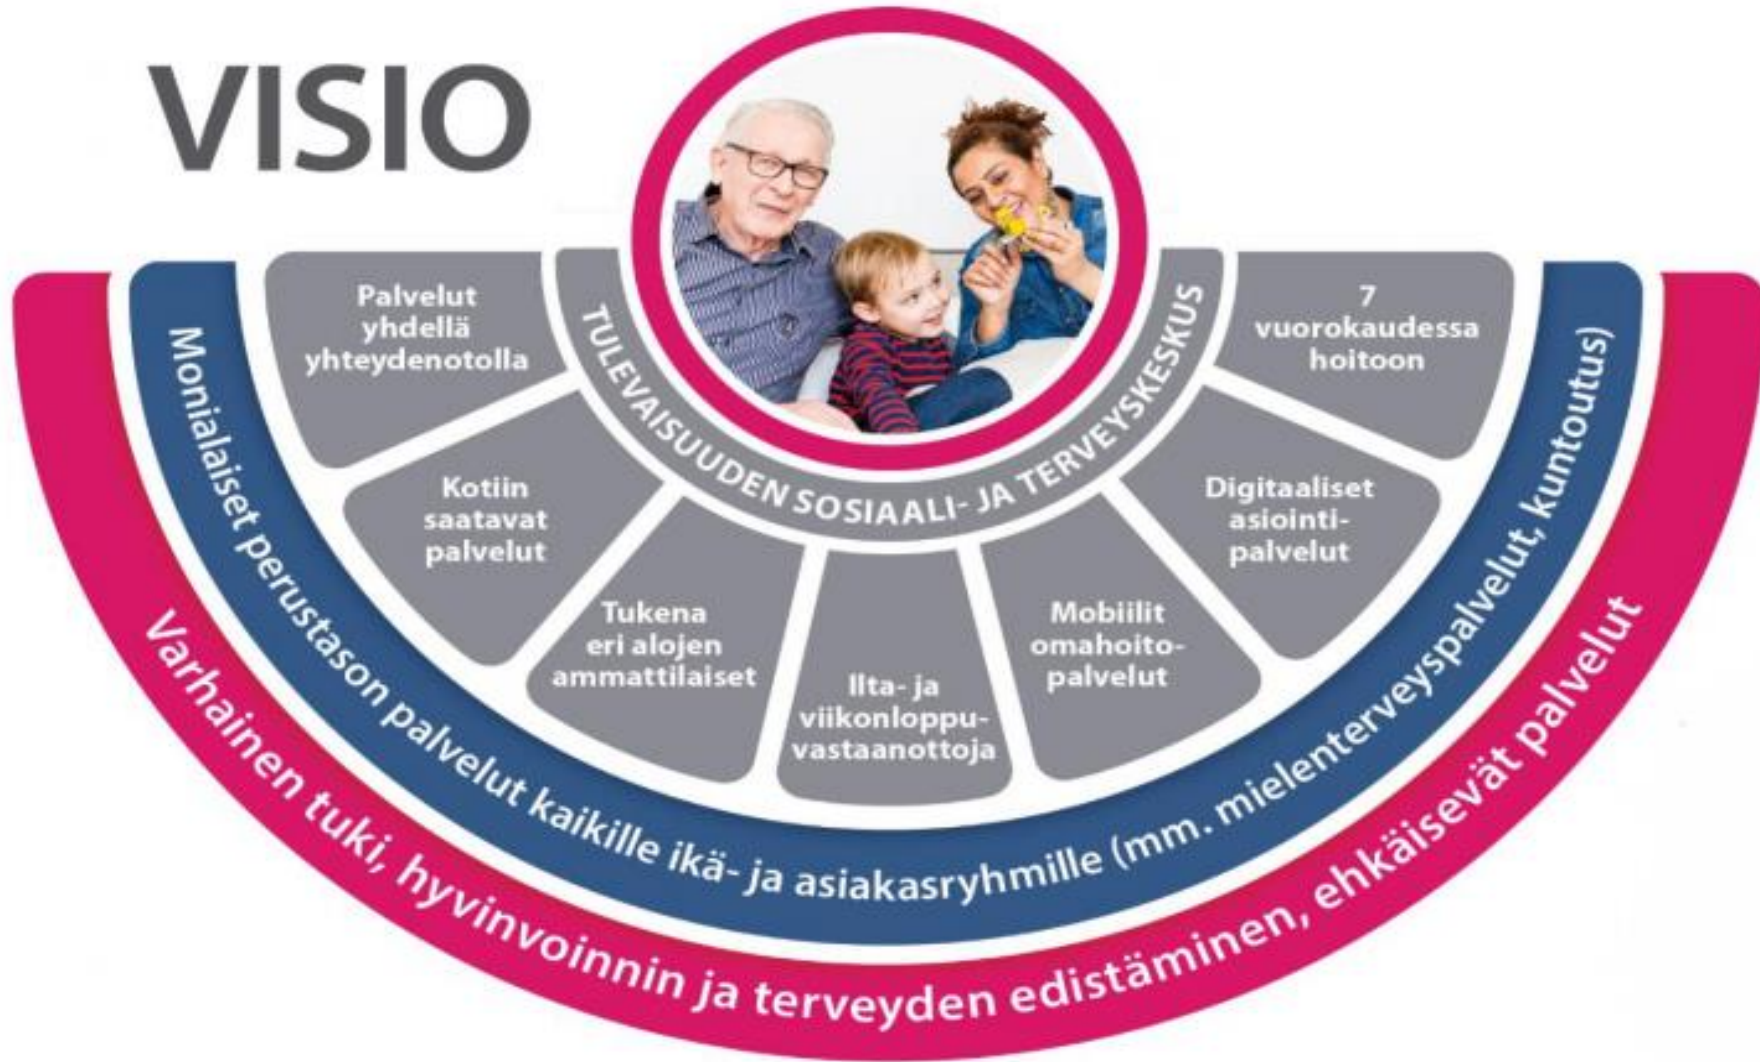 VISIO
TULEVAISUUDEN SOSIAALI- JA TERVEYSKESKUS
Palvelut
yhdellä
yhteydenotolla
Kotiin
saatavat
palvelut
Tukena
eri alojen
ammattilaiset
Ilta- ja
viikonloppu-
vastaanottoja
Mobiilit
omahoito-
palvelut
Digitaaliset
asiointi-
palvelut
7
vuorokaudessa
hoitoon
Monialaiset perustason palvelut kaikille ikä- ja asiakasryhmille (mm. mielenterveyspalvelut, kuntoutus)
Varhainen tuki, hyvinvoinnin ja terveyden edistäminen, ehkäisevät palvelut